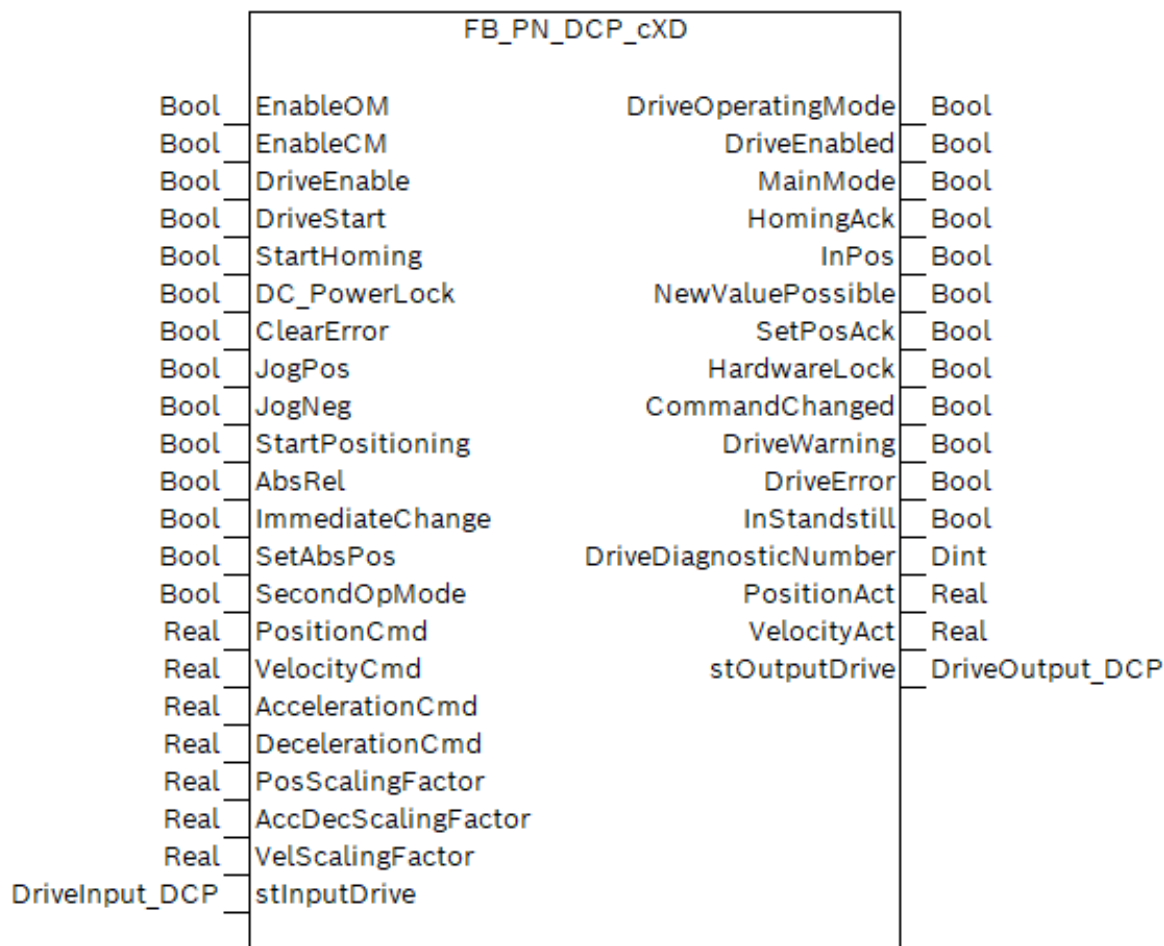 FB_PN_DCP_cXD
Bool EnableOM DriveOperatingMode Bool
Bool EnableCM DriveEnabled Bool
Bool DriveEnable MainMode Bool
Bool DriveStart HomingAck Bool
Bool StartHoming InPos Bool
Bool DC_PowerLock NewValuePossible Bool
Bool ClearError SetPosAck Bool
Bool JogPos HardwareLock Bool
Bool JogNeg CommandChanged Bool
Bool StartPositioning DriveWarning Bool
Bool AbsRel DriveError Bool
Bool ImmediateChange InStandstill Bool
Bool SetAbsPos DriveDiagnosticNumber Dint
Bool SecondOpMode PositionAct Real
Real PositionCmd VelocityAct Real
Real VelocityCmd stOutputDrive DriveOutput_DCP
Real AccelerationCmd
Real DecelerationCmd
Real PosScalingFactor
Real AccDecScalingFactor
Real VelScalingFactor
DriveInput_DCP stInputDrive